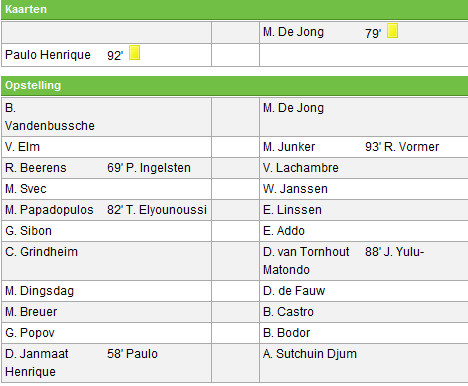 Kaarten
M. De Jong 79'
Paulo Henrique 92'
Opstelling
B. M. De Jong
Vandenbussche
V. Elm M. Junker 93' R. Vormer
R. Beerens 69' P. Ingelsten V. Lachambre
M. Svec W. Janssen
M. Papadopulos 82' T. Elyounoussi E. Linssen
G. Sibon E. Addo
C. Grindheim D. van Tornhout 88' J. Yulu-
Matondo
M. Dingsdag D. de Fauw
M. Breuer B. Castro
G. Popov B. Bodor
D. Janmaat 58' Paulo A. Sutchuin Djum
Henrique